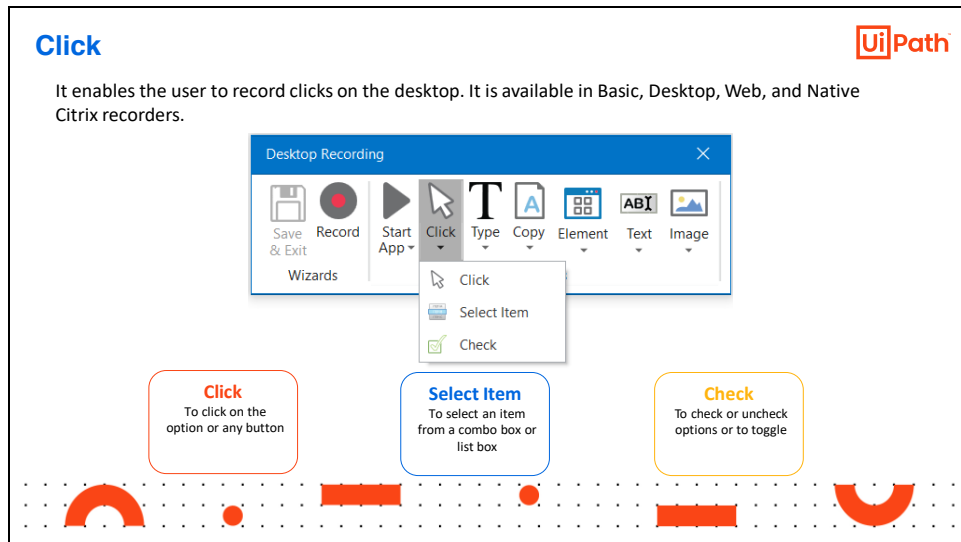 Click
UiPath
It enables the user to record clicks on the desktop. It is available in Basic, Desktop, Web, and Native
Citrix recorders.
Desktop Recording
Save
& Exit
Record
Start
App
Click
Type
Copy
Element
Text
Image
Wizards
Click
Select Item
Check
Click
To click on the
option or any button
Select Item
To select an item
from a combo box or
list box
Check
To check or uncheck
options or to toggle